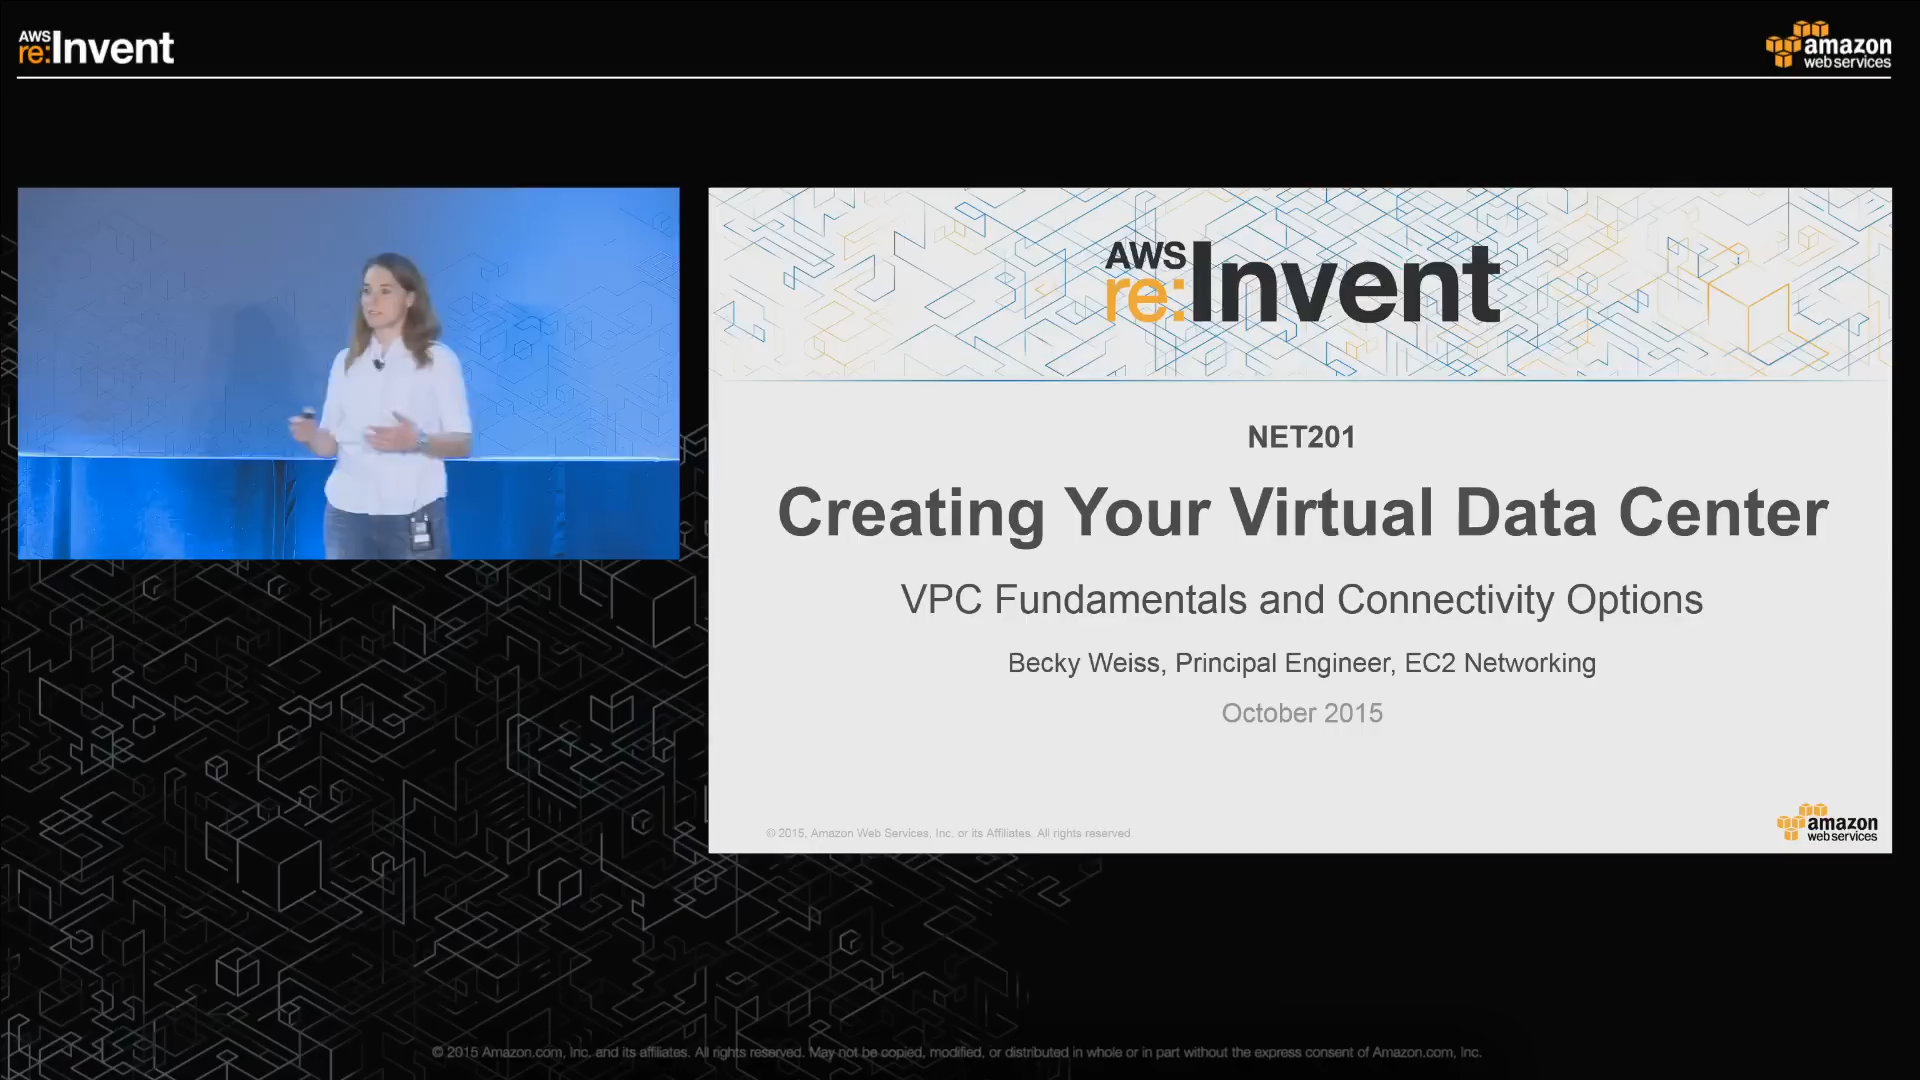 AWS
re:Invent
amazon
web services
AWS
re:Invent
NET201
Creating Your Virtual Data Center
VPC Fundamentals and Connectivity Options
Becky Weiss, Principal Engineer, EC2 Networking
October 2015
© 2015, Amazon Web Services, Inc. or its Affiliates. All rights reserved
amazon
web services
© 2015 Amazon.com, Inc. and its affiliates. All rights reserved. May not be copied, modified, or distributed in whole or in part without the express consent of Amazon.com, Inc.